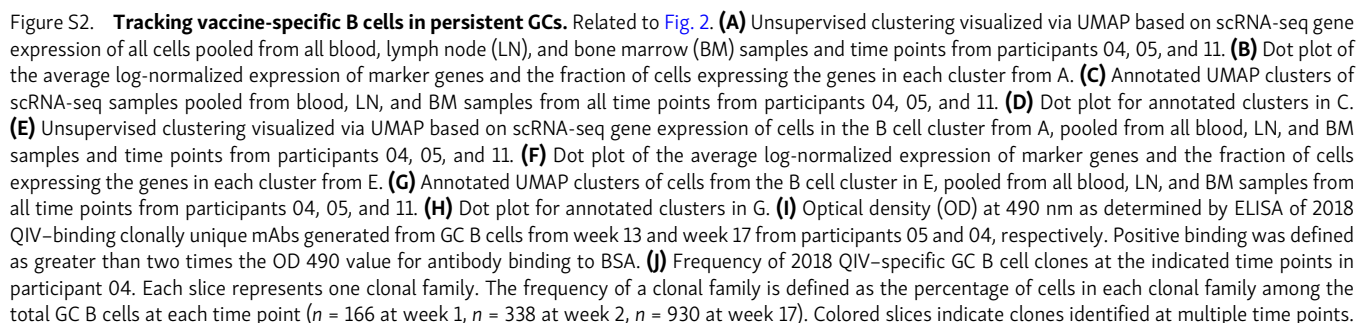 Figure S2. Tracking vaccine-specific B cells in persistent GCs. Related to Fig. 2. (A) Unsupervised clustering visualized via UMAP based on scRNA-seq gene
expression of all cells pooled from all blood, lymph node (LN), and bone marrow (BM) samples and time points from participants 04, 05, and 11. (B) Dot plot of
the average log-normalized expression of marker genes and the fraction of cells expressing the genes in each cluster from A. (C) Annotated UMAP clusters of
scRNA-seq samples pooled from blood, LN, and BM samples from all time points from participants 04, 05, and 11. (D) Dot plot for annotated clusters in C.
(E) Unsupervised clustering visualized via UMAP based on scRNA-seq gene expression of cells in the B cell cluster from A, pooled from all blood, LN, and BM
samples and time points from participants 04, 05, and 11. (F) Dot plot of the average log-normalized expression of marker genes and the fraction of cells
expressing the genes in each cluster from E. (G) Annotated UMAP clusters of cells from the B cell cluster in E, pooled from all blood, LN, and BM samples from
all time points from participants 04, 05, and 11. (H) Dot plot for annotated clusters in G. (I) Optical density (OD) at 490 nm as determined by ELISA of 2018
QIV–binding clonally unique mAbs generated from GC B cells from week 13 and week 17 from participants 05 and 04, respectively. Positive binding was defined
as greater than two times the OD 490 value for antibody binding to BSA. (J) Frequency of 2018 QIV–specific GC B cell clones at the indicated time points in
participant 04. Each slice represents one clonal family. The frequency of a clonal family is defined as the percentage of cells in each clonal family among the
total GC B cells at each time point (n = 166 at week 1, n = 338 at week 2, n = 930 at week 17). Colored slices indicate clones identified at multiple time points.